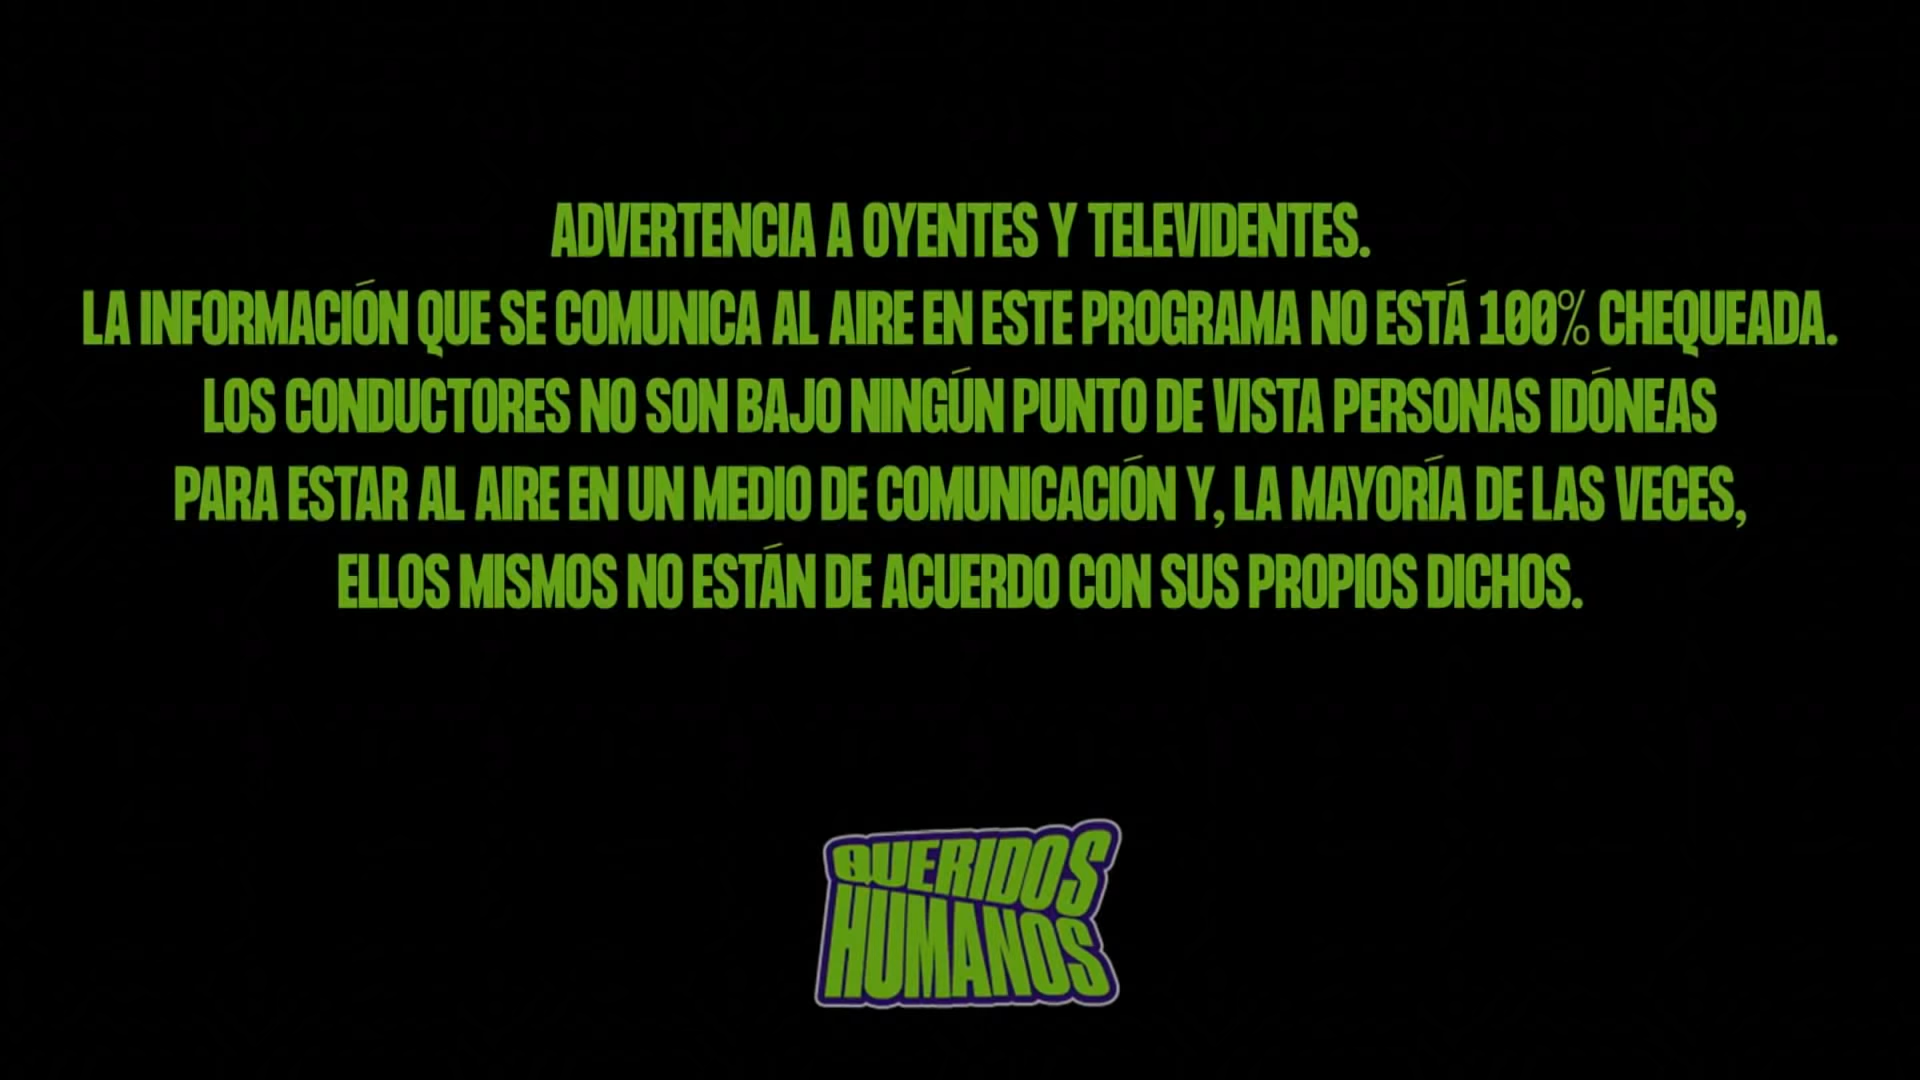 ADVERTENCIA A OYENTES Y TELEVIDENTES.
LA INFORMACIÓN QUE SE COMUNICA AL AIRE EN ESTE PROGRAMA NO ESTÁ 100% CHEQUEADA.
LOS CONDUCTORES NO SON BAJO NINGÚN PUNTO DE VISTA PERSONAS IDÓNEAS
PARA ESTAR AL AIRE EN UN MEDIO DE COMUNICACIÓN Y, LA MAYORÍA DE LAS VECES,
ELLOS MISMOS NO ESTÁN DE ACUERDO CON SUS PROPIOS DICHOS.
QUERIDOS
HUMANOS